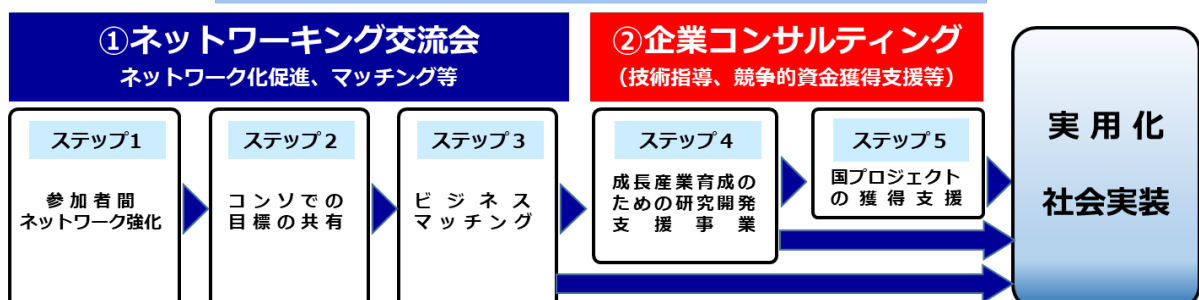 ①ネットワーキング交流会
ネットワーク化促進、マッチング等
②企業コンサルティング
（技術指導、競争的資金獲得支援等）
ステップ1
参加者間
ネットワーク強化
ステップ２
コンソでの
目標の共有
ステップ３
ビジネス
マッチング
ステップ４
成長産業育成の
ための研究開発
支援事業
ステップ５
国プロジェクト
の獲得支援
実用化
社会実装